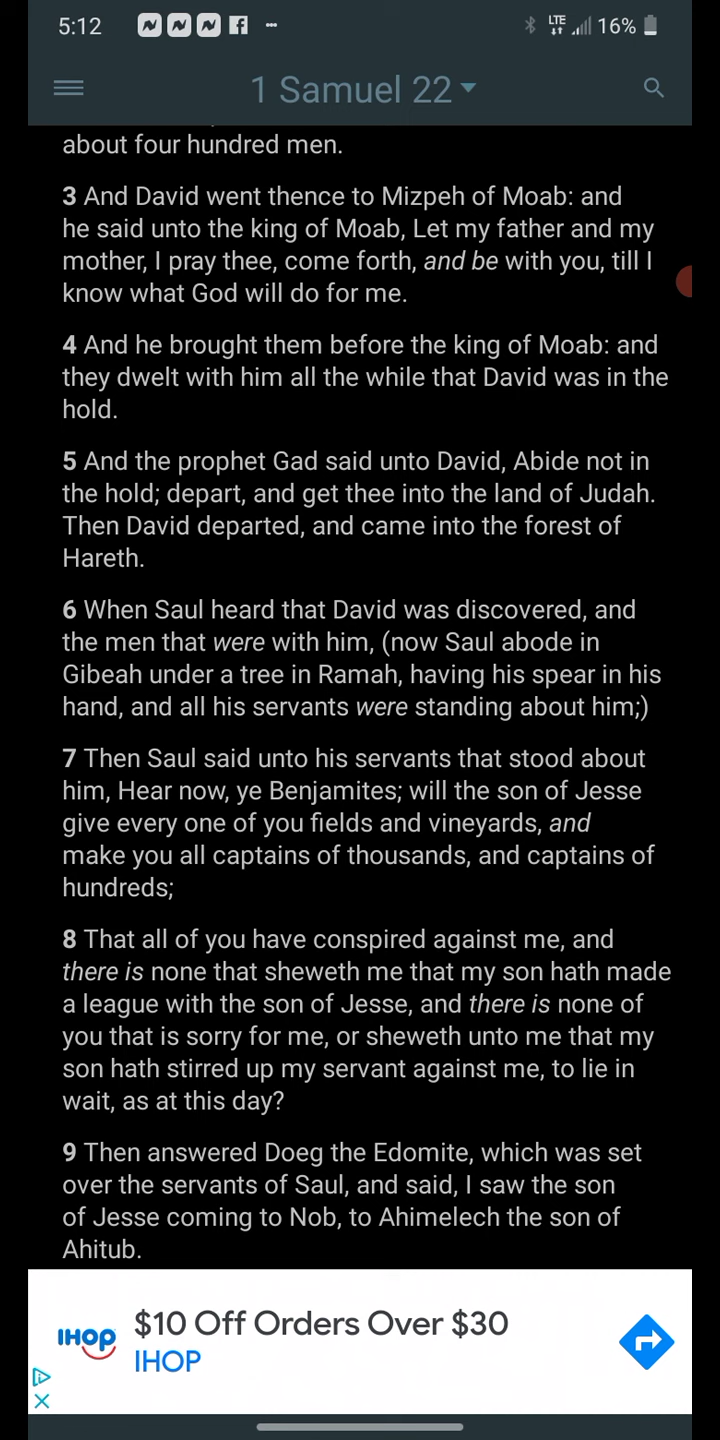 5:12
LTE 16%
1 Samuel 22
about four hundred men.
3 And David went thence to Mizpeh of Moab: and
he said unto the king of Moab, Let my father and my
mother, I pray thee, come forth, and be with you, till I
know what God will do for me.
4 And he brought them before the king of Moab: and
they dwelt with him all the while that David was in the
hold.
5 And the prophet Gad said unto David, Abide not in
the hold; depart, and get thee into the land of Judah.
Then David departed, and came into the forest of
Hareth.
6 When Saul heard that David was discovered, and
the men that were with him, (now Saul abode in
Gibeah under a tree in Ramah, having his spear in his
hand, and all his servants were standing about him;)
7 Then Saul said unto his servants that stood about
him, Hear now, ye Benjamites; will the son of Jesse
give every one of you fields and vineyards, and
make you all captains of thousands, and captains of
hundreds;
8 That all of you have conspired against me, and
there is none that sheweth me that my son hath made
a league with the son of Jesse, and there is none of
you that is sorry for me, or sheweth unto me that my
son hath stirred up my servant against me, to lie in
wait, as at this day?
9 Then answered Doeg the Edomite, which was set
over the servants of Saul, and said, I saw the son
of Jesse coming to Nob, to Ahimelech the son of
Ahitub.
IHOP
$10 Off Orders Over $30
IHOP